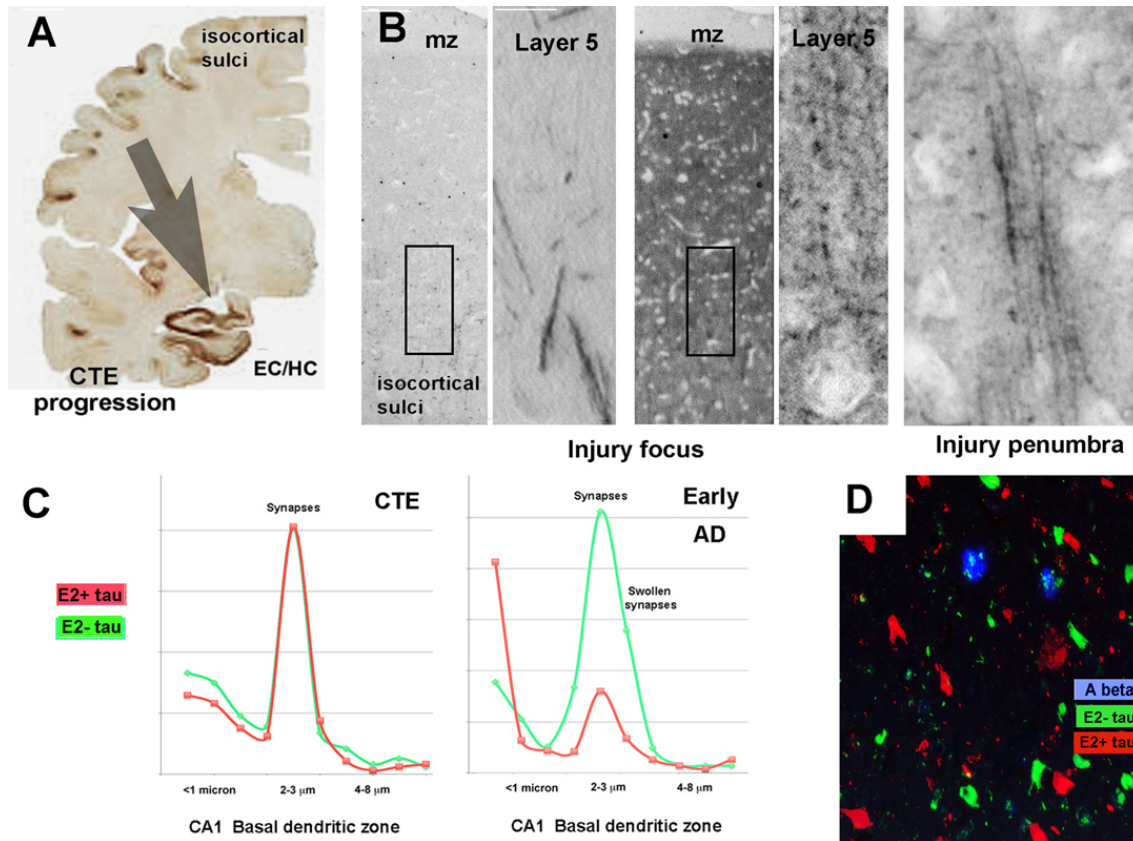 A
isocortical
sulci
CTE
progression
EC/HC
B
mz
Layer 5
mz
Layer 5
isocortical
sulci
Injury focus
Injury penumbra
C
E2+ tau
E2- tau
CTE
Synapses
<1 micron
2-3 μm
4-8 μm
CA1 Basal dendritic zone
Early
AD
Synapses
Swollen
synapses
<1 micron
2-3 μm
4-8 μm
CA1 Basal dendritic zone
D
A beta
E2- tau
E2+ tau